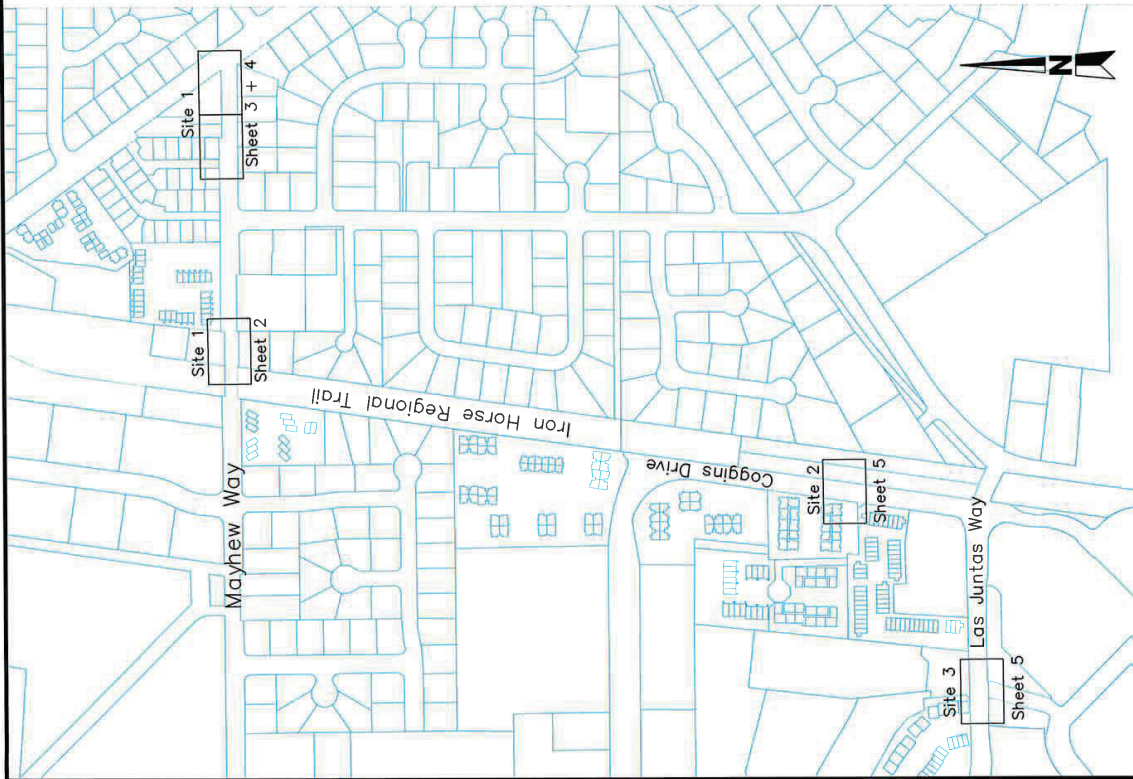 Site 1
Sheet 3 + 4
Site 1
Sheet 2
Mayhew Way
Iron Horse Regional Trail
Coggins Drive
Site 2
Sheet 5
Las Juntas Way
Site 3
Sheet 5
N